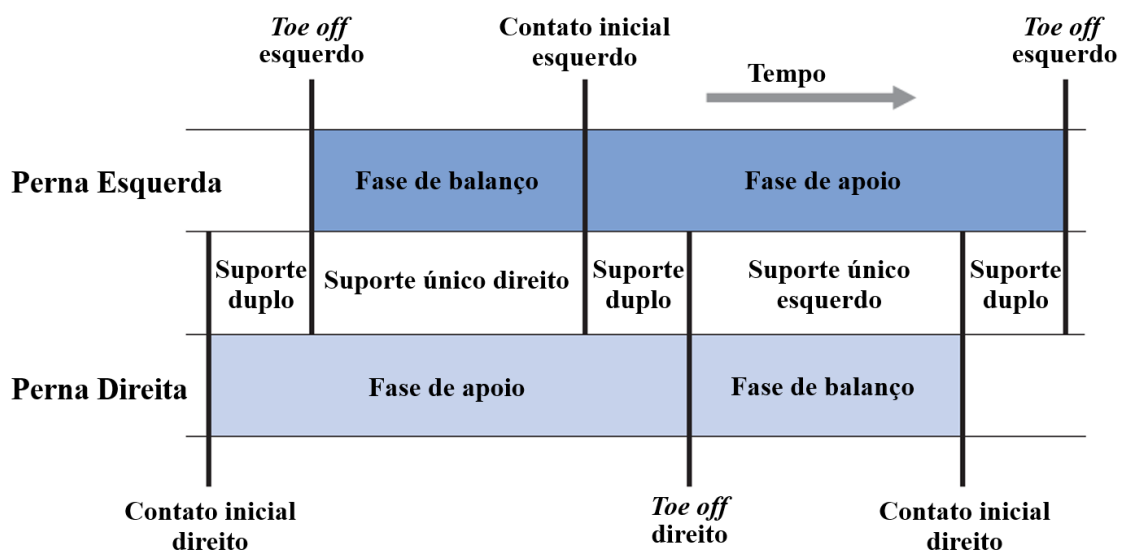 Toe off
esquerdo
Contato inicial
esquerdo
Toe off
esquerdo
Tempo
Perna Esquerda
Fase de balanço
Fase de apoio
Suporte
duplo
Suporte único direito
Suporte
duplo
Suporte único
esquerdo
Suporte
duplo
Perna Direita
Fase de apoio
Fase de balanço
Contato inicial
direito
Toe off
direito
Contato inicial
direito